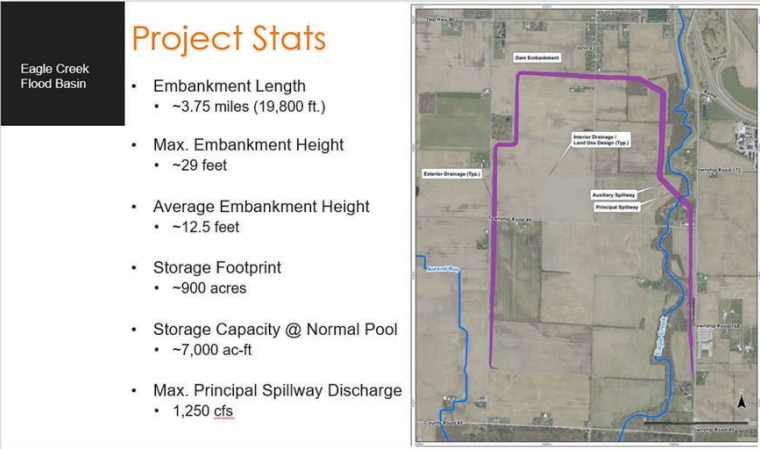 Eagle Creek
Flood Basin
Project Stats
• Embankment Length
• ~3.75 miles (19,800 ft.)
• Max. Embankment Height
• ~29 feet
• Average Embankment Height
• ~12.5 feet
• Storage Footprint
• ~900 acres
• Storage Capacity @ Normal Pool
• ~7,000 ac-ft
• Max. Principal Spillway Discharge
• 1,250 cfs
Dam Embankment
Interior Drainage /
Land Use Design (Typ.)
Exterior Drainage (Typ.)
Township Road 172
Auxiliary Spillway
Principal Spillway
Eagle Creek